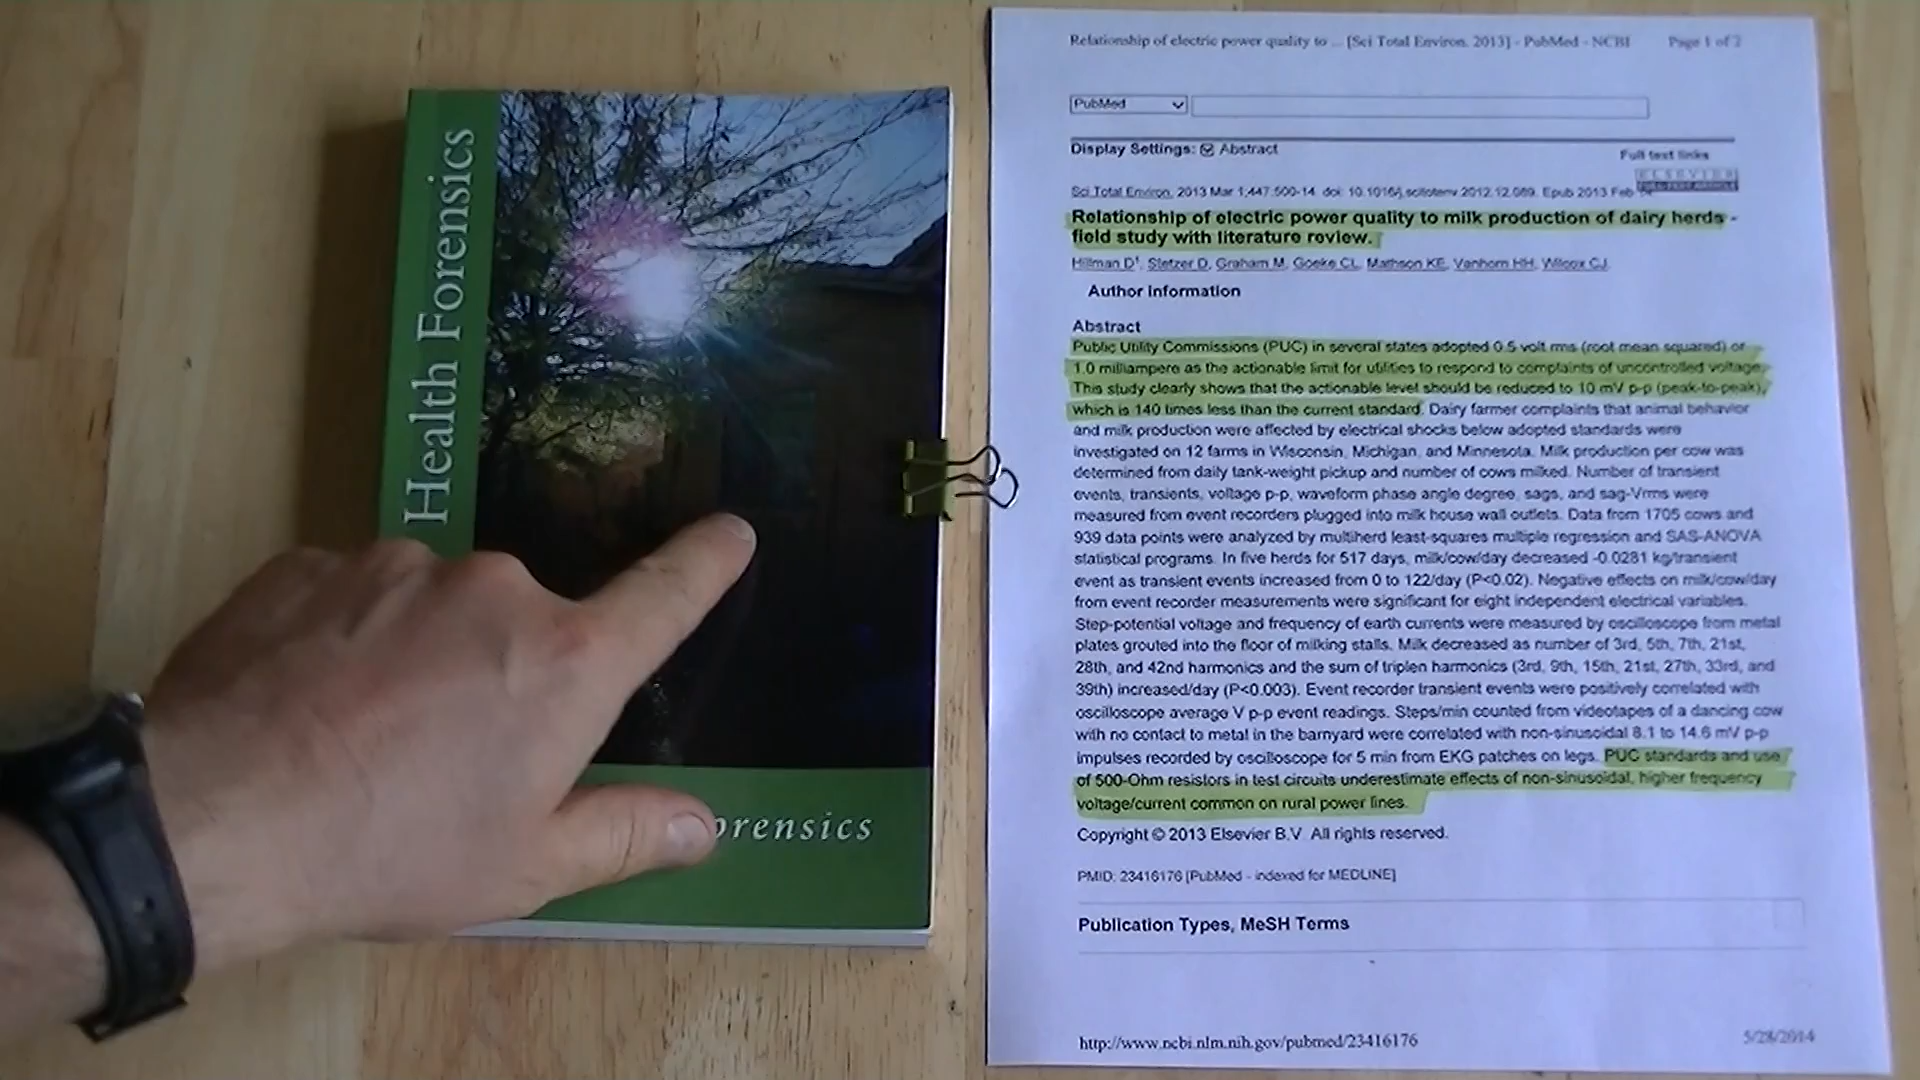 Health Forensics
orensics
Relationship of electric power quality to ... [Sci Total Environ. 2013] - PubMed - NCBI Page 1 of 2
PubMed
Display Settings: Abstract
Full text links
ELSEVIER
FULL-TEXT ARTICLE
Sci Total Environ. 2013 Mar 1;447:500-14. doi: 10.1016/j.scitotenv.2012.12.089. Epub 2013 Feb
Relationship of electric power quality to milk production of dairy herds -
field study with literature review.
Hillman D1, Stetzer D, Graham M, Goeke CL, Mathson KE, Vanhorn HH, Wilcox CJ.
Author information
Abstract
Public Utility Commissions (PUC) in several states adopted 0.5 volt rms (root mean squared) or
1.0 milliampere as the actionable limit for utilities to respond to complaints of uncontrolled voltage.
This study clearly shows that the actionable level should be reduced to 10 mV p-p (peak-to-peak),
which is 140 times less than the current standard. Dairy farmer complaints that animal behavior
and milk production were affected by electrical shocks below adopted standards were
investigated on 12 farms in Wisconsin, Michigan, and Minnesota. Milk production per cow was
determined from daily tank-weight pickup and number of cows milked. Number of transient
events, transients, voltage p-p, waveform phase angle degree, sags, and sag-Vrms were
measured from event recorders plugged into milk house wall outlets. Data from 1705 cows and
939 data points were analyzed by multiherd least-squares multiple regression and SAS-ANOVA
statistical programs. In five herds for 517 days, milk/cow/day decreased -0.0281 kg/transient
event as transient events increased from 0 to 122/day (P<0.02). Negative effects on milk/cow/day
from event recorder measurements were significant for eight independent electrical variables.
Step-potential voltage and frequency of earth currents were measured by oscilloscope from metal
plates grouted into the floor of milking stalls. Milk decreased as number of 3rd, 5th, 7th, 21st,
28th, and 42nd harmonics and the sum of triplen harmonics (3rd, 9th, 15th, 21st, 27th, 33rd, and
39th) increased/day (P<0.003). Event recorder transient events were positively correlated with
oscilloscope average V p-p event readings. Steps/min counted from videotapes of a dancing cow
with no contact to metal in the barnyard were correlated with non-sinusoidal 8.1 to 14.6 mV p-p
impulses recorded by oscilloscope for 5 min from EKG patches on legs. PUC standards and use
of 500-Ohm resistors in test circuits underestimate effects of non-sinusoidal, higher frequency
voltage/current common on rural power lines.
Copyright © 2013 Elsevier B.V. All rights reserved.
PMID: 23416176 [PubMed - indexed for MEDLINE]
Publication Types, MeSH Terms
http://www.ncbi.nlm.nih.gov/pubmed/23416176 5/28/2014